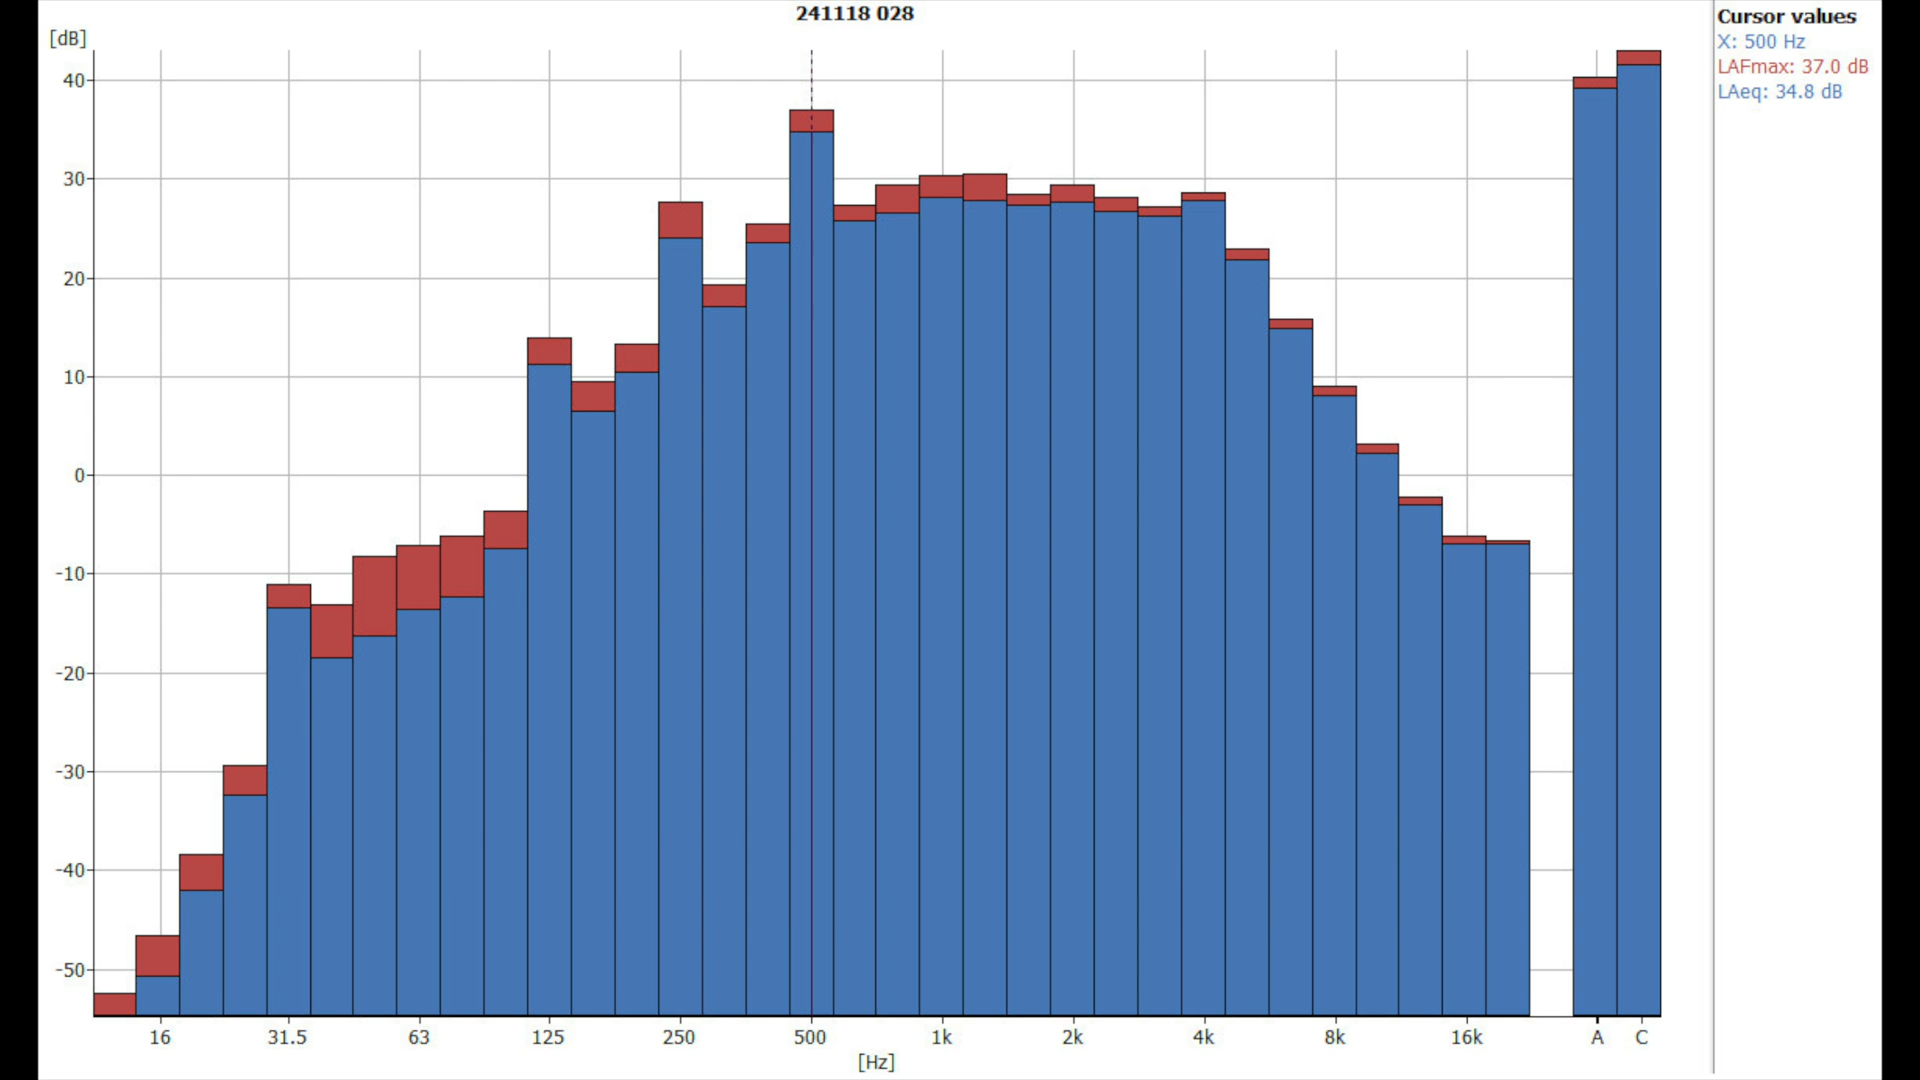 241118 028
[dB]
40
30
20
10
0
-10
-20
-30
-40
-50
16 31.5 63 125 250 500 1k 2k 4k 8k 16k A C
[Hz]
Cursor values
X: 500 Hz
LAFmax: 37.0 dB
LAeq: 34.8 dB